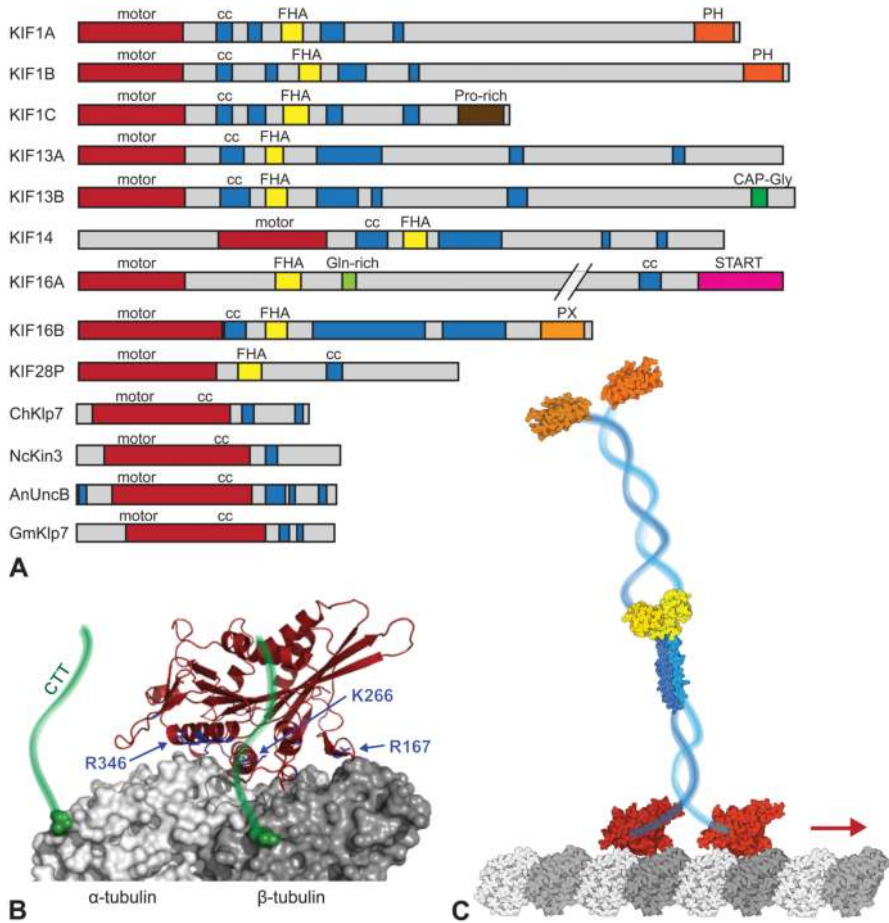 FHA
motor cc PH
KIF1A
motor cc FHA PH
KIF1B
motor cc FHA Pro-rich
KIF1C
motor cc FHA
KIF13A
motor cc FHA CAP-Gly
KIF13B
motor cc FHA
KIF14
motor FHA Gln-rich cc START
KIF16A
motor cc FHA PX
KIF16B
motor FHA cc
KIF28P
motor cc
ChKlp7
motor cc
NcKin3
motor cc
AnUncB
motor cc
GmKlp7
A
CTT
K266
R346
R167
α-tubulin β-tubulin
B
C